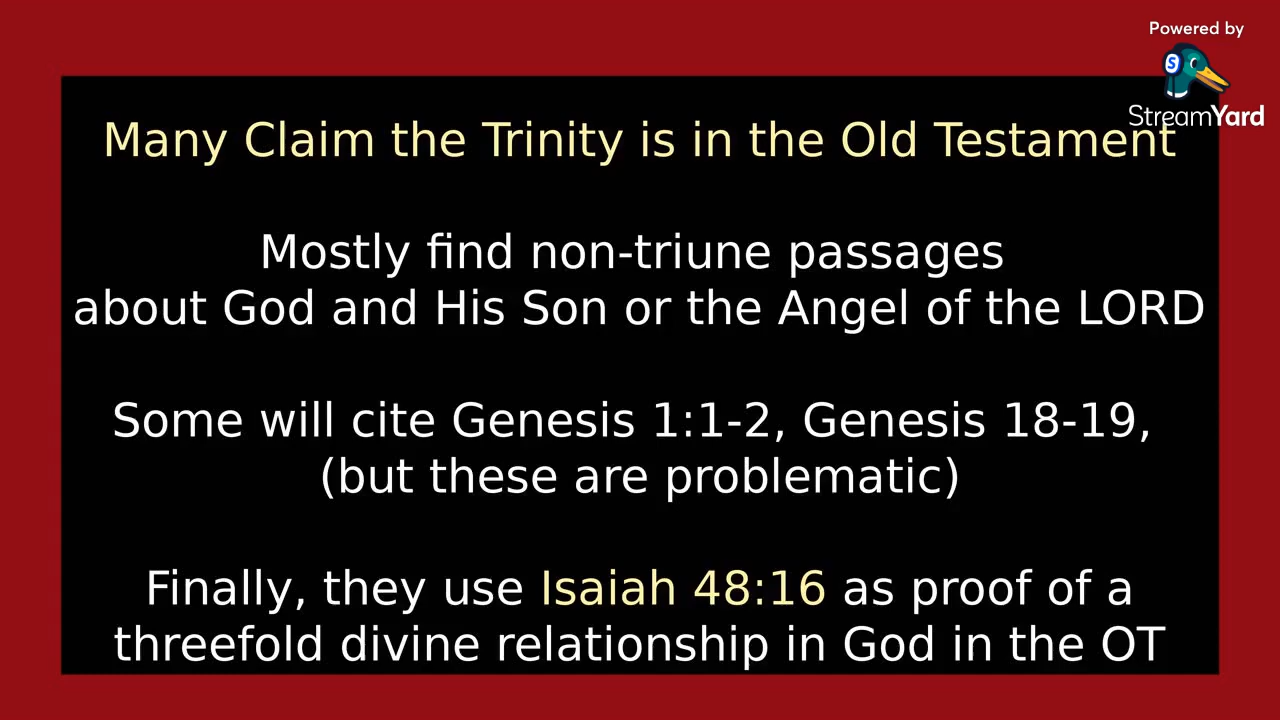 Powered by
S
StreamYard
Many Claim the Trinity is in the Old Testament
Mostly find non-triune passages
about God and His Son or the Angel of the LORD
Some will cite Genesis 1:1-2, Genesis 18-19,
(but these are problematic)
Finally, they use Isaiah 48:16 as proof of a
threefold divine relationship in God in the OT